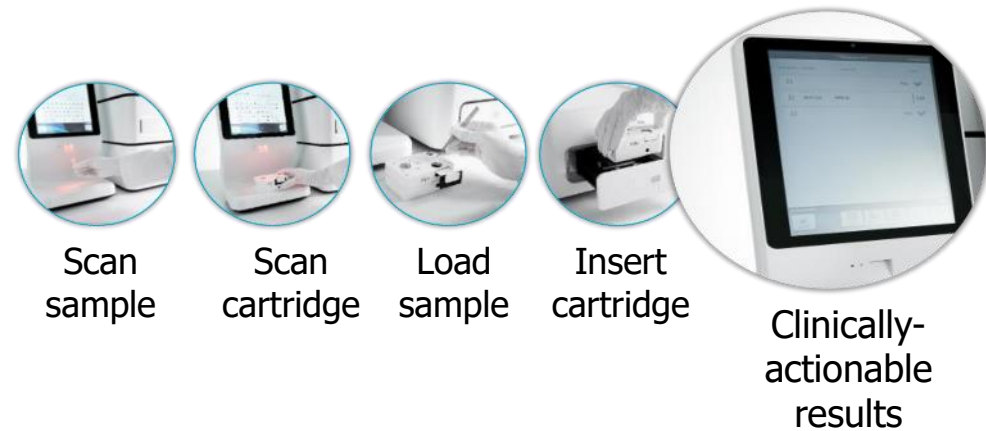 Scan
sample
Scan
cartridge
Load
sample
Insert
cartridge
Clinically-
actionable
results